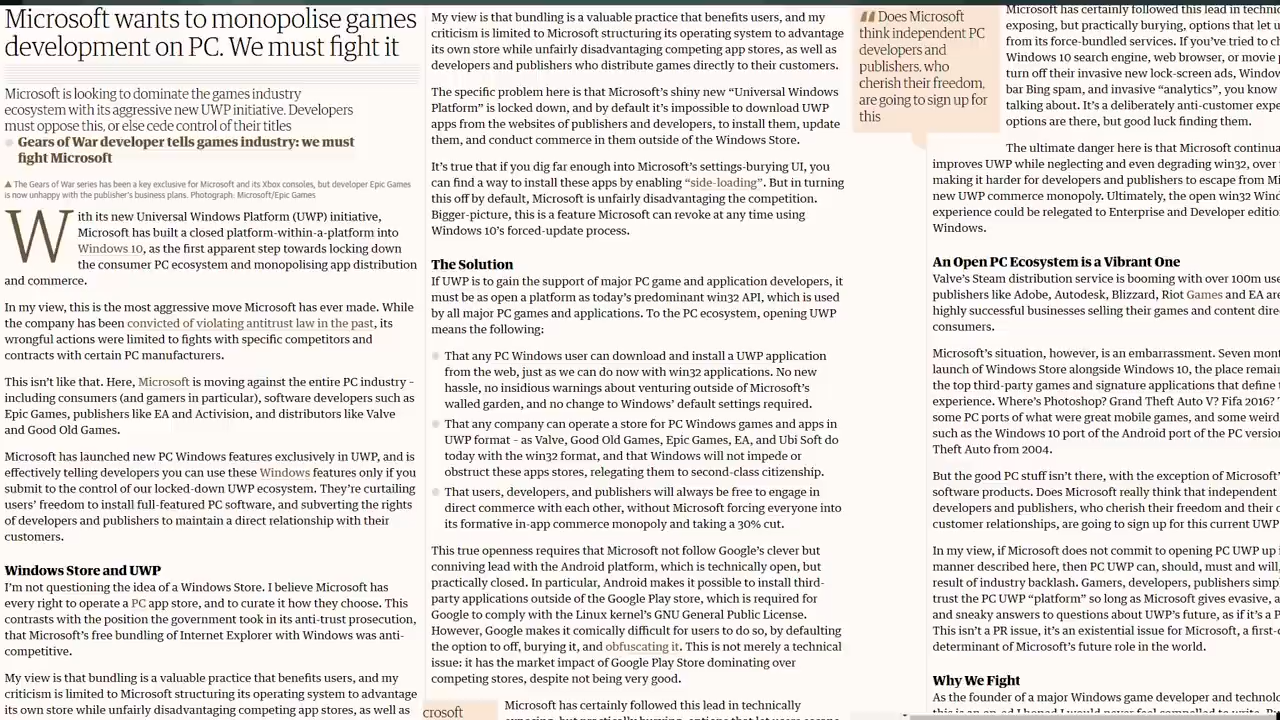 Microsoft wants to monopolise games
development on PC. We must fight it
Microsoft is looking to dominate the games industry
ecosystem with its aggressive new UWP initiative. Developers
must oppose this, or else cede control of their titles
Gears of War developer tells games industry: we must
fight Microsoft
The Gears of War series has been a key exclusive for Microsoft and its Xbox consoles, but developer Epic Games
is now unhappy with the publisher's business plans. Photograph: Microsoft/Epic Games
With its new Universal Windows Platform (UWP) initiative,
Microsoft has built a closed platform-within-a-platform into
Windows 10, as the first apparent step towards locking down
the consumer PC ecosystem and monopolising app distribution
and commerce.
In my view, this is the most aggressive move Microsoft has ever made. While
the company has been convicted of violating antitrust law in the past, its
wrongful actions were limited to fights with specific competitors and
contracts with certain PC manufacturers.
This isn't like that. Here, Microsoft is moving against the entire PC industry –
including consumers (and gamers in particular), software developers such as
Epic Games, publishers like EA and Activision, and distributors like Valve
and Good Old Games.
Microsoft has launched new PC Windows features exclusively in UWP, and is
effectively telling developers you can use these Windows features only if you
submit to the control of our locked-down UWP ecosystem. They're curtailing
users' freedom to install full-featured PC software, and subverting the rights
of developers and publishers to maintain a direct relationship with their
customers.
Windows Store and UWP
I'm not questioning the idea of a Windows Store. I believe Microsoft has
every right to operate a PC app store, and to curate it how they choose. This
contrasts with the position the government took in its anti-trust prosecution,
that Microsoft's free bundling of Internet Explorer with Windows was anti-
competitive.
My view is that bundling is a valuable practice that benefits users, and my
criticism is limited to Microsoft structuring its operating system to advantage
its own store while unfairly disadvantaging competing app stores, as well as
My view is that bundling is a valuable practice that benefits users, and my
criticism is limited to Microsoft structuring its operating system to advantage
its own store while unfairly disadvantaging competing app stores, as well as
developers and publishers who distribute games directly to their customers.
The specific problem here is that Microsoft's shiny new “Universal Windows
Platform” is locked down, and by default it's impossible to download UWP
apps from the websites of publishers and developers, to install them, update
them, and conduct commerce in them outside of the Windows Store.
It's true that if you dig far enough into Microsoft's settings-burying UI, you
can find a way to install these apps by enabling “side-loading”. But in turning
this off by default, Microsoft is unfairly disadvantaging the competition.
Bigger-picture, this is a feature Microsoft can revoke at any time using
Windows 10's forced-update process.
The Solution
If UWP is to gain the support of major PC game and application developers, it
must be as open a platform as today's predominant win32 API, which is used
by all major PC games and applications. To the PC ecosystem, opening UWP
means the following:
That any PC Windows user can download and install a UWP application
from the web, just as we can do now with win32 applications. No new
hassle, no insidious warnings about venturing outside of Microsoft's
walled garden, and no change to Windows' default settings required.
That any company can operate a store for PC Windows games and apps in
UWP format – as Valve, Good Old Games, Epic Games, EA, and Ubi Soft do
today with the win32 format, and that Windows will not impede or
obstruct these apps stores, relegating them to second-class citizenship.
That users, developers, and publishers will always be free to engage in
direct commerce with each other, without Microsoft forcing everyone into
its formative in-app commerce monopoly and taking a 30% cut.
This true openness requires that Microsoft not follow Google's clever but
conniving lead with the Android platform, which is technically open, but
practically closed. In particular, Android makes it possible to install third-
party applications outside of the Google Play store, which is required for
Google to comply with the Linux kernel's GNU General Public License.
However, Google makes it comically difficult for users to do so, by defaulting
the option to off, burying it, and obfuscating it. This is not merely a technical
issue: it has the market impact of Google Play Store dominating over
competing stores, despite not being very good.
crosoft
Microsoft has certainly followed this lead in technically
Does Microsoft
think independent PC
developers and
publishers, who
cherish their freedom,
are going to sign up for
this
Microsoft has certainly followed this lead in techni
exposing, but practically burying, options that let u
from its force-bundled services. If you've tried to ch
Windows 10 search engine, web browser, or movie p
turn off their invasive new lock-screen ads, Window
bar Bing spam, and invasive “analytics”, you know
talking about. It's a deliberately anti-customer expe
options are there, but good luck finding them.
The ultimate danger here is that Microsoft continua
improves UWP while neglecting and even degrading win32, over
making it harder for developers and publishers to escape from Mi
new UWP commerce monopoly. Ultimately, the open win32 Wind
experience could be relegated to Enterprise and Developer edition
Windows.
An Open PC Ecosystem is a Vibrant One
Valve's Steam distribution service is booming with over 100m use
publishers like Adobe, Autodesk, Blizzard, Riot Games and EA are
highly successful businesses selling their games and content direc
consumers.
Microsoft's situation, however, is an embarrassment. Seven mont
launch of Windows Store alongside Windows 10, the place remain
the top third-party games and signature applications that define t
experience. Where's Photoshop? Grand Theft Auto V? Fifa 2016? T
some PC ports of what were great mobile games, and some weird
such as the Windows 10 port of the Android port of the PC version
Theft Auto from 2004.
But the good PC stuff isn't there, with the exception of Microsoft'
software products. Does Microsoft really think that independent
developers and publishers, who cherish their freedom and their d
customer relationships, are going to sign up for this current UWP
In my view, if Microsoft does not commit to opening PC UWP up i
manner described here, then PC UWP can, should, must and will,
result of industry backlash. Gamers, developers, publishers simpl
trust the PC UWP “platform” so long as Microsoft gives evasive, a
and sneaky answers to questions about UWP's future, as if it's a P
This isn't a PR issue, it's an existential issue for Microsoft, a first-c
determinant of Microsoft's future role in the world.
Why We Fight
As the founder of a major Windows game developer and technolo